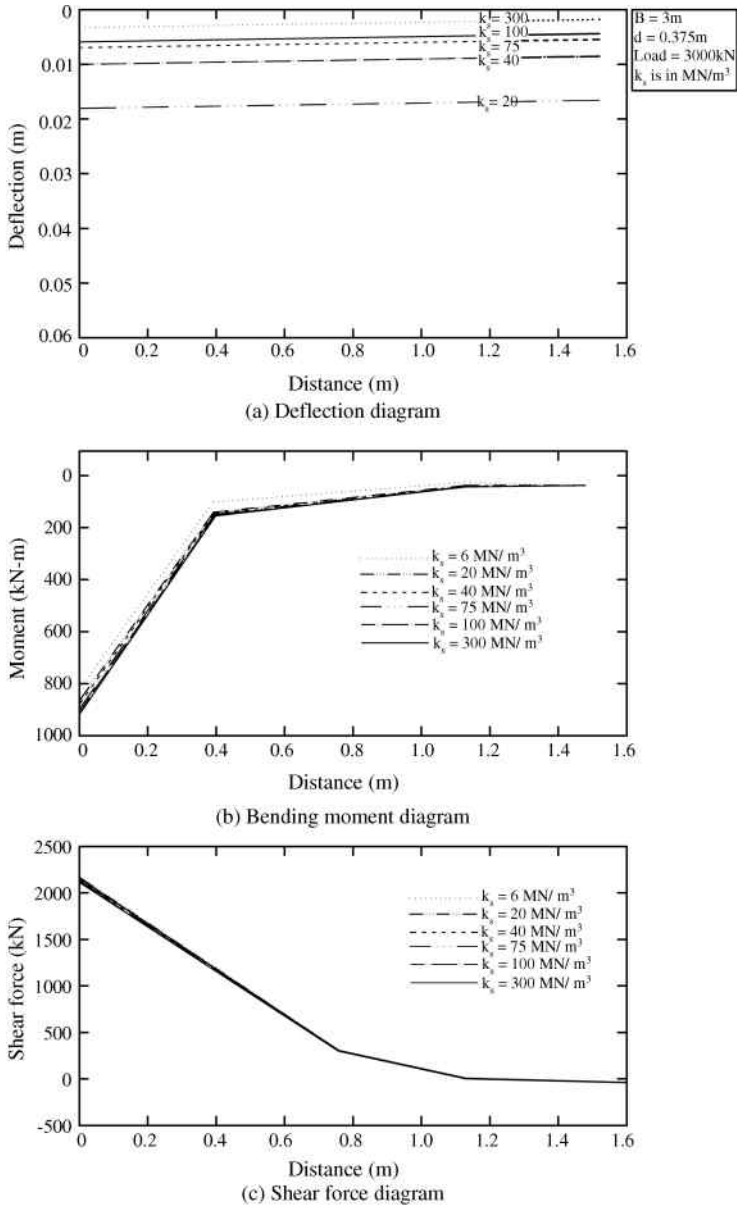 0
0.01
0.02
0.03
0.04
0.05
0.06
Deflection (m)
kₛ= 300
kₛ= 100
kₛ= 75
kₛ= 40
kₛ= 20
B = 3m
d = 0.375m
Load = 3000kN
kₛ is in MN/m³
0 0.2 0.4 0.6 0.8 1.0 1.2 1.4 1.6
Distance (m)
(a) Deflection diagram
0
200
400
600
800
1000
Moment (kN-m)
kₛ = 6 MN/ m³
kₛ = 20 MN/ m³
kₛ = 40 MN/ m³
kₛ = 75 MN/ m³
kₛ = 100 MN/ m³
kₛ = 300 MN/ m³
0 0.2 0.4 0.6 0.8 1.0 1.2 1.4 1.6
Distance (m)
(b) Bending moment diagram
2500
2000
1500
1000
500
0
-500
Shear force (kN)
kₛ = 6 MN/ m³
kₛ = 20 MN/ m³
kₛ = 40 MN/ m³
kₛ = 75 MN/ m³
kₛ = 100 MN/ m³
kₛ = 300 MN/ m³
0 0.2 0.4 0.6 0.8 1.0 1.2 1.4 1.6
Distance (m)
(c) Shear force diagram